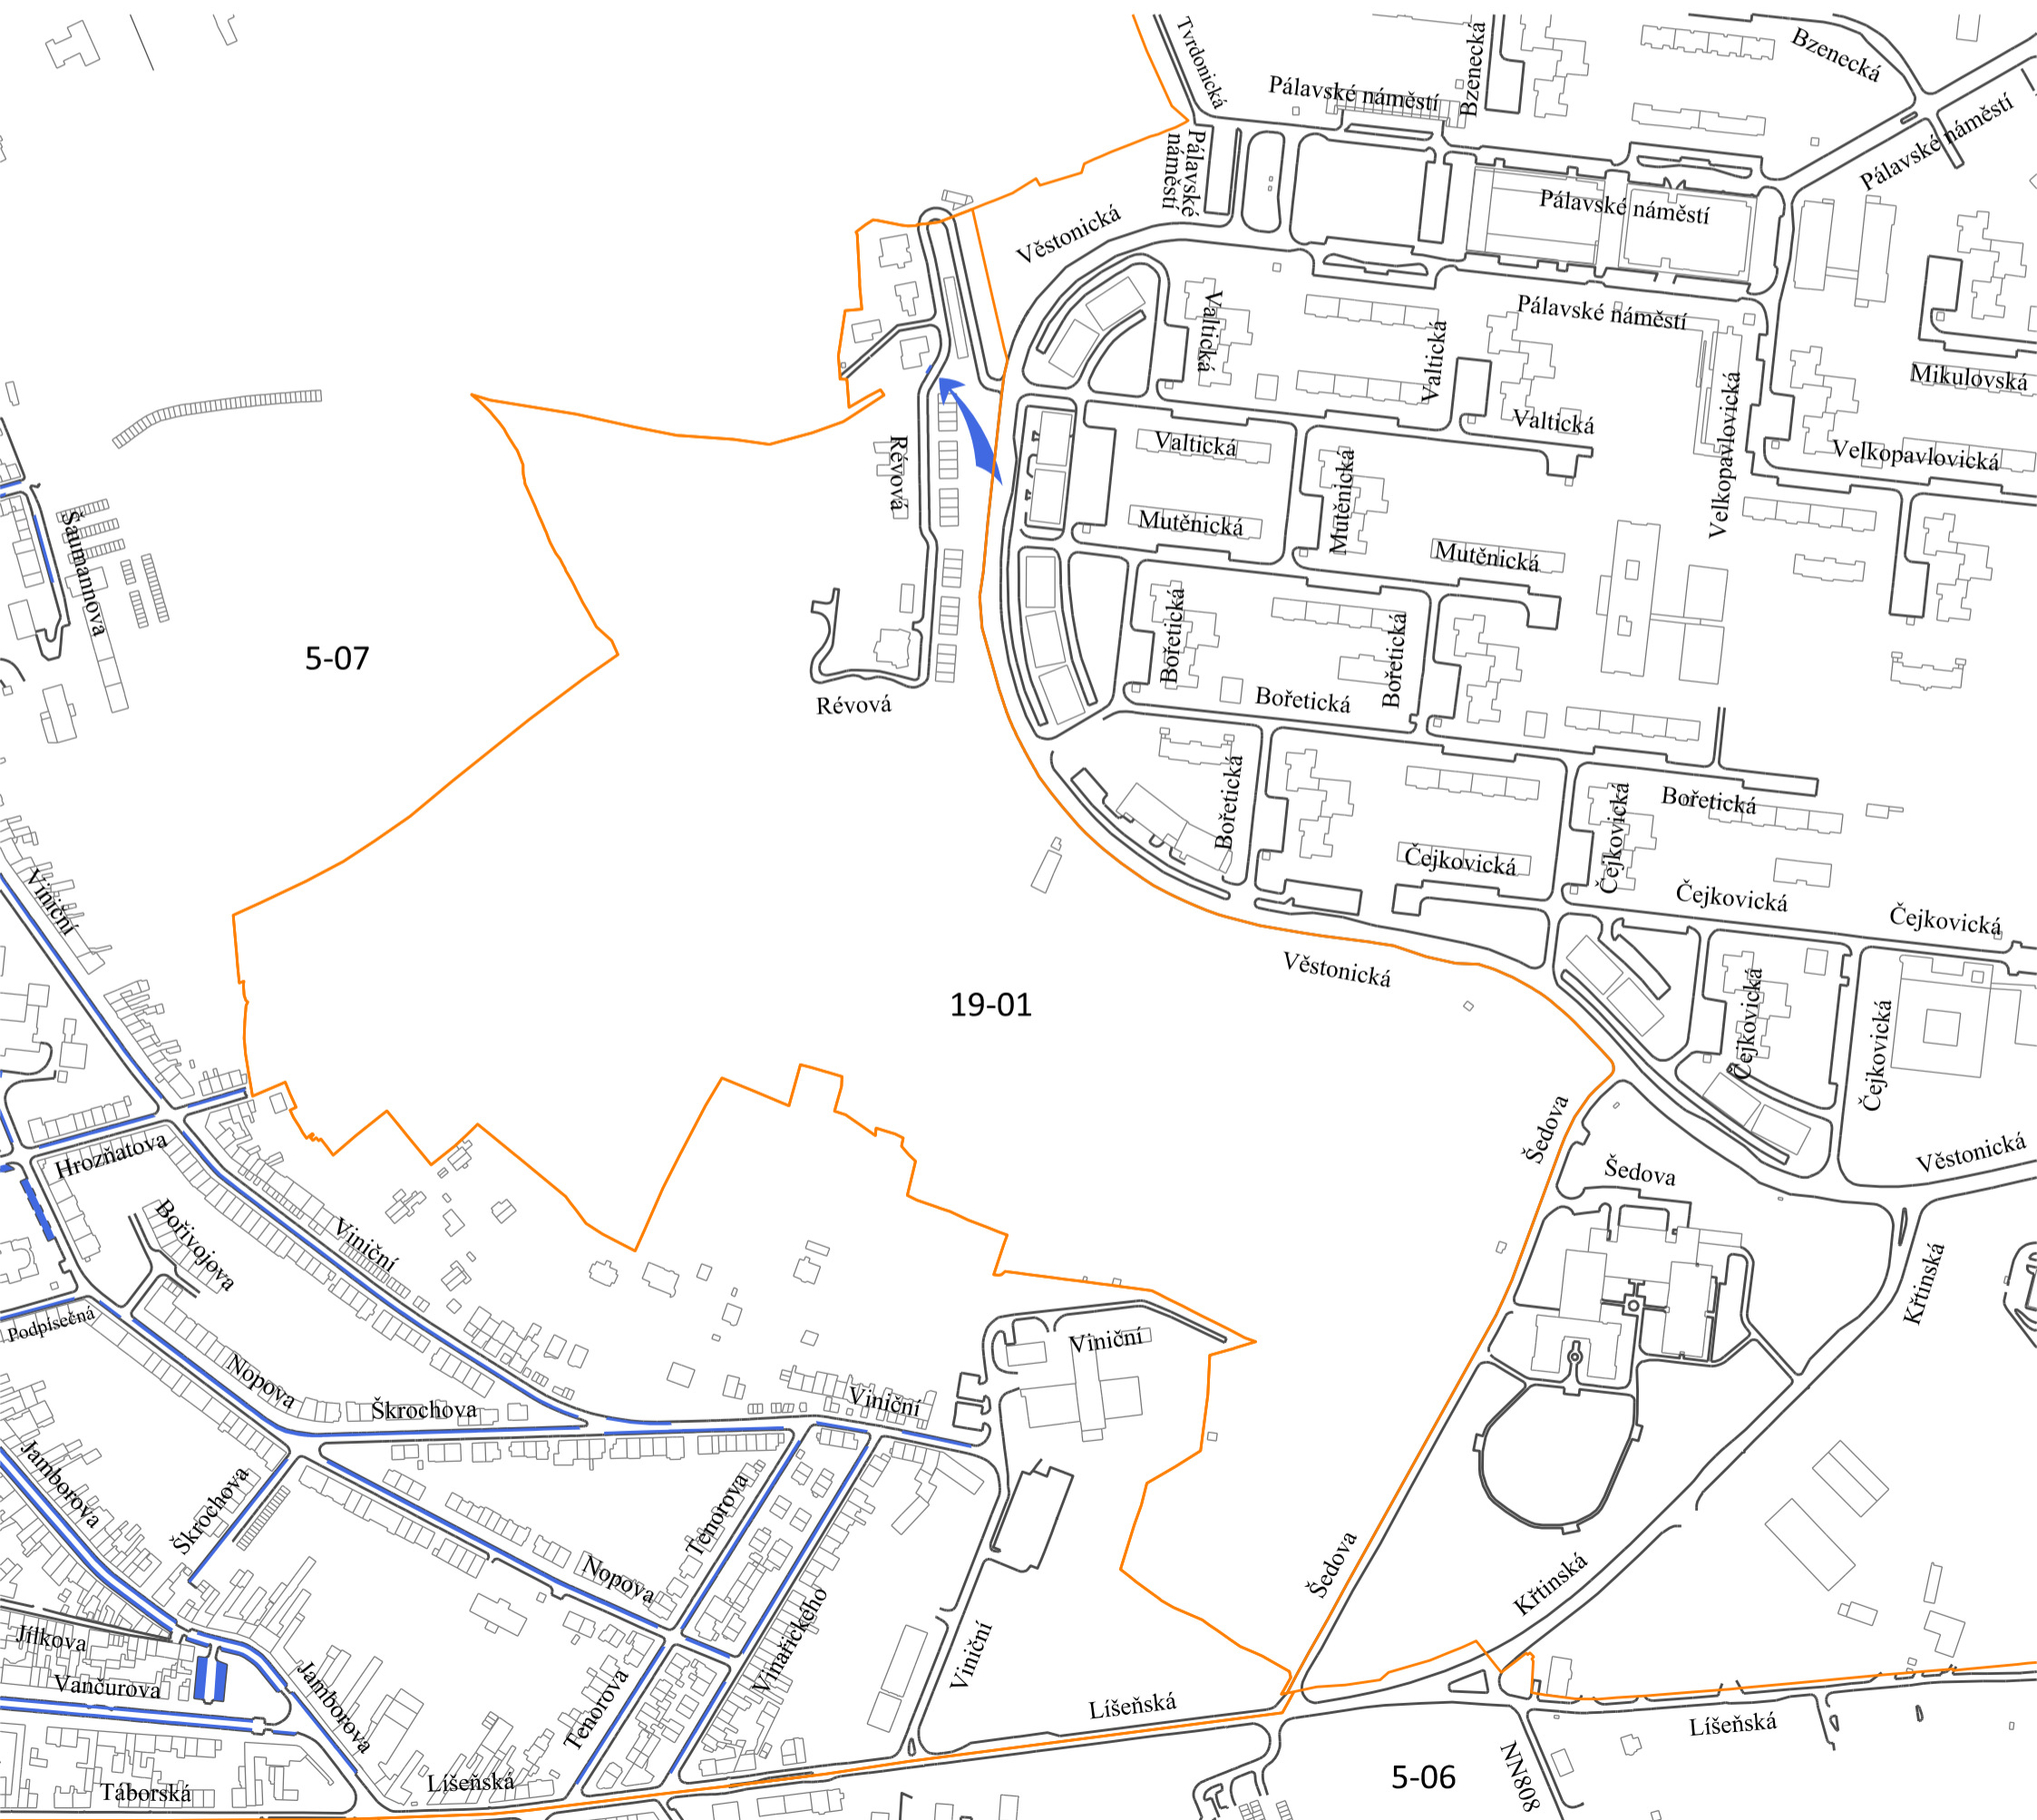 Tvrdonická
Pálavské náměstí
Bzenecká
Bzenecká
Pálavské náměstí
Pálavské
náměstí
Věstonická
Pálavské náměstí
Pálavské náměstí
Valtická
Valtická
Mikulovská
Velkopavlovická
Valtická
Valtická
Velkopavlovická
Révová
Mutěnická
Mutěnická
Mutěnická
Šaumannova
5-07
Révová
Bořetická
Bořetická
Bořetická
Bořetická
Bořetická
Čejkovická
Čejkovická
Čejkovická
Čejkovická
Viniční
Věstonická
19-01
Čejkovická
Čejkovická
Šedova
Šedova
Věstonická
Hrozňatova
Bořivojova
Viniční
Křtinská
Podpísečná
Nopova
Škrochova
Viniční
Viniční
Jamborova
Škrochova
Tenorova
Nopova
Šedova
Křtinská
Jílkova
Vančurova
Jamborova
Vinařického
Tenorova
Viniční
Líšeňská
Líšeňská
Táborská
Líšeňská
5-06
NN808